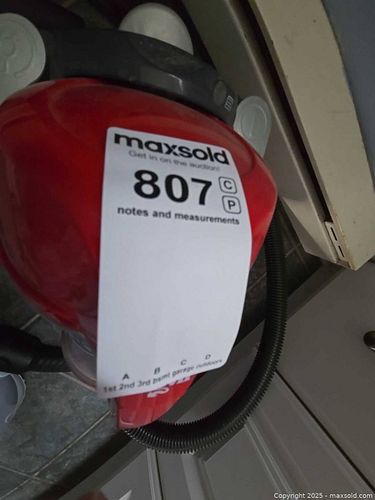 maxsold
Get in on the auction!
807 C
P
notes and measurements
A B C D
1st 2nd 3rd bsmt garage outdoors
Copyright 2025 - maxsold.com